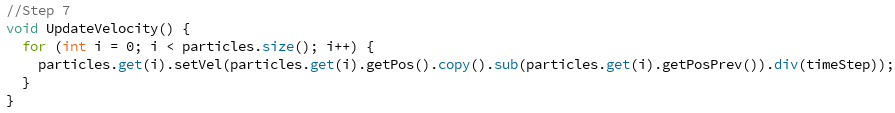 //Step 7
void UpdateVelocity() {
  for (int i = 0; i < particles.size(); i++) {
    particles.get(i).setVel(particles.get(i).getPos().copy().sub(particles.get(i).getPosPrev()).div(timeStep));
  }
}